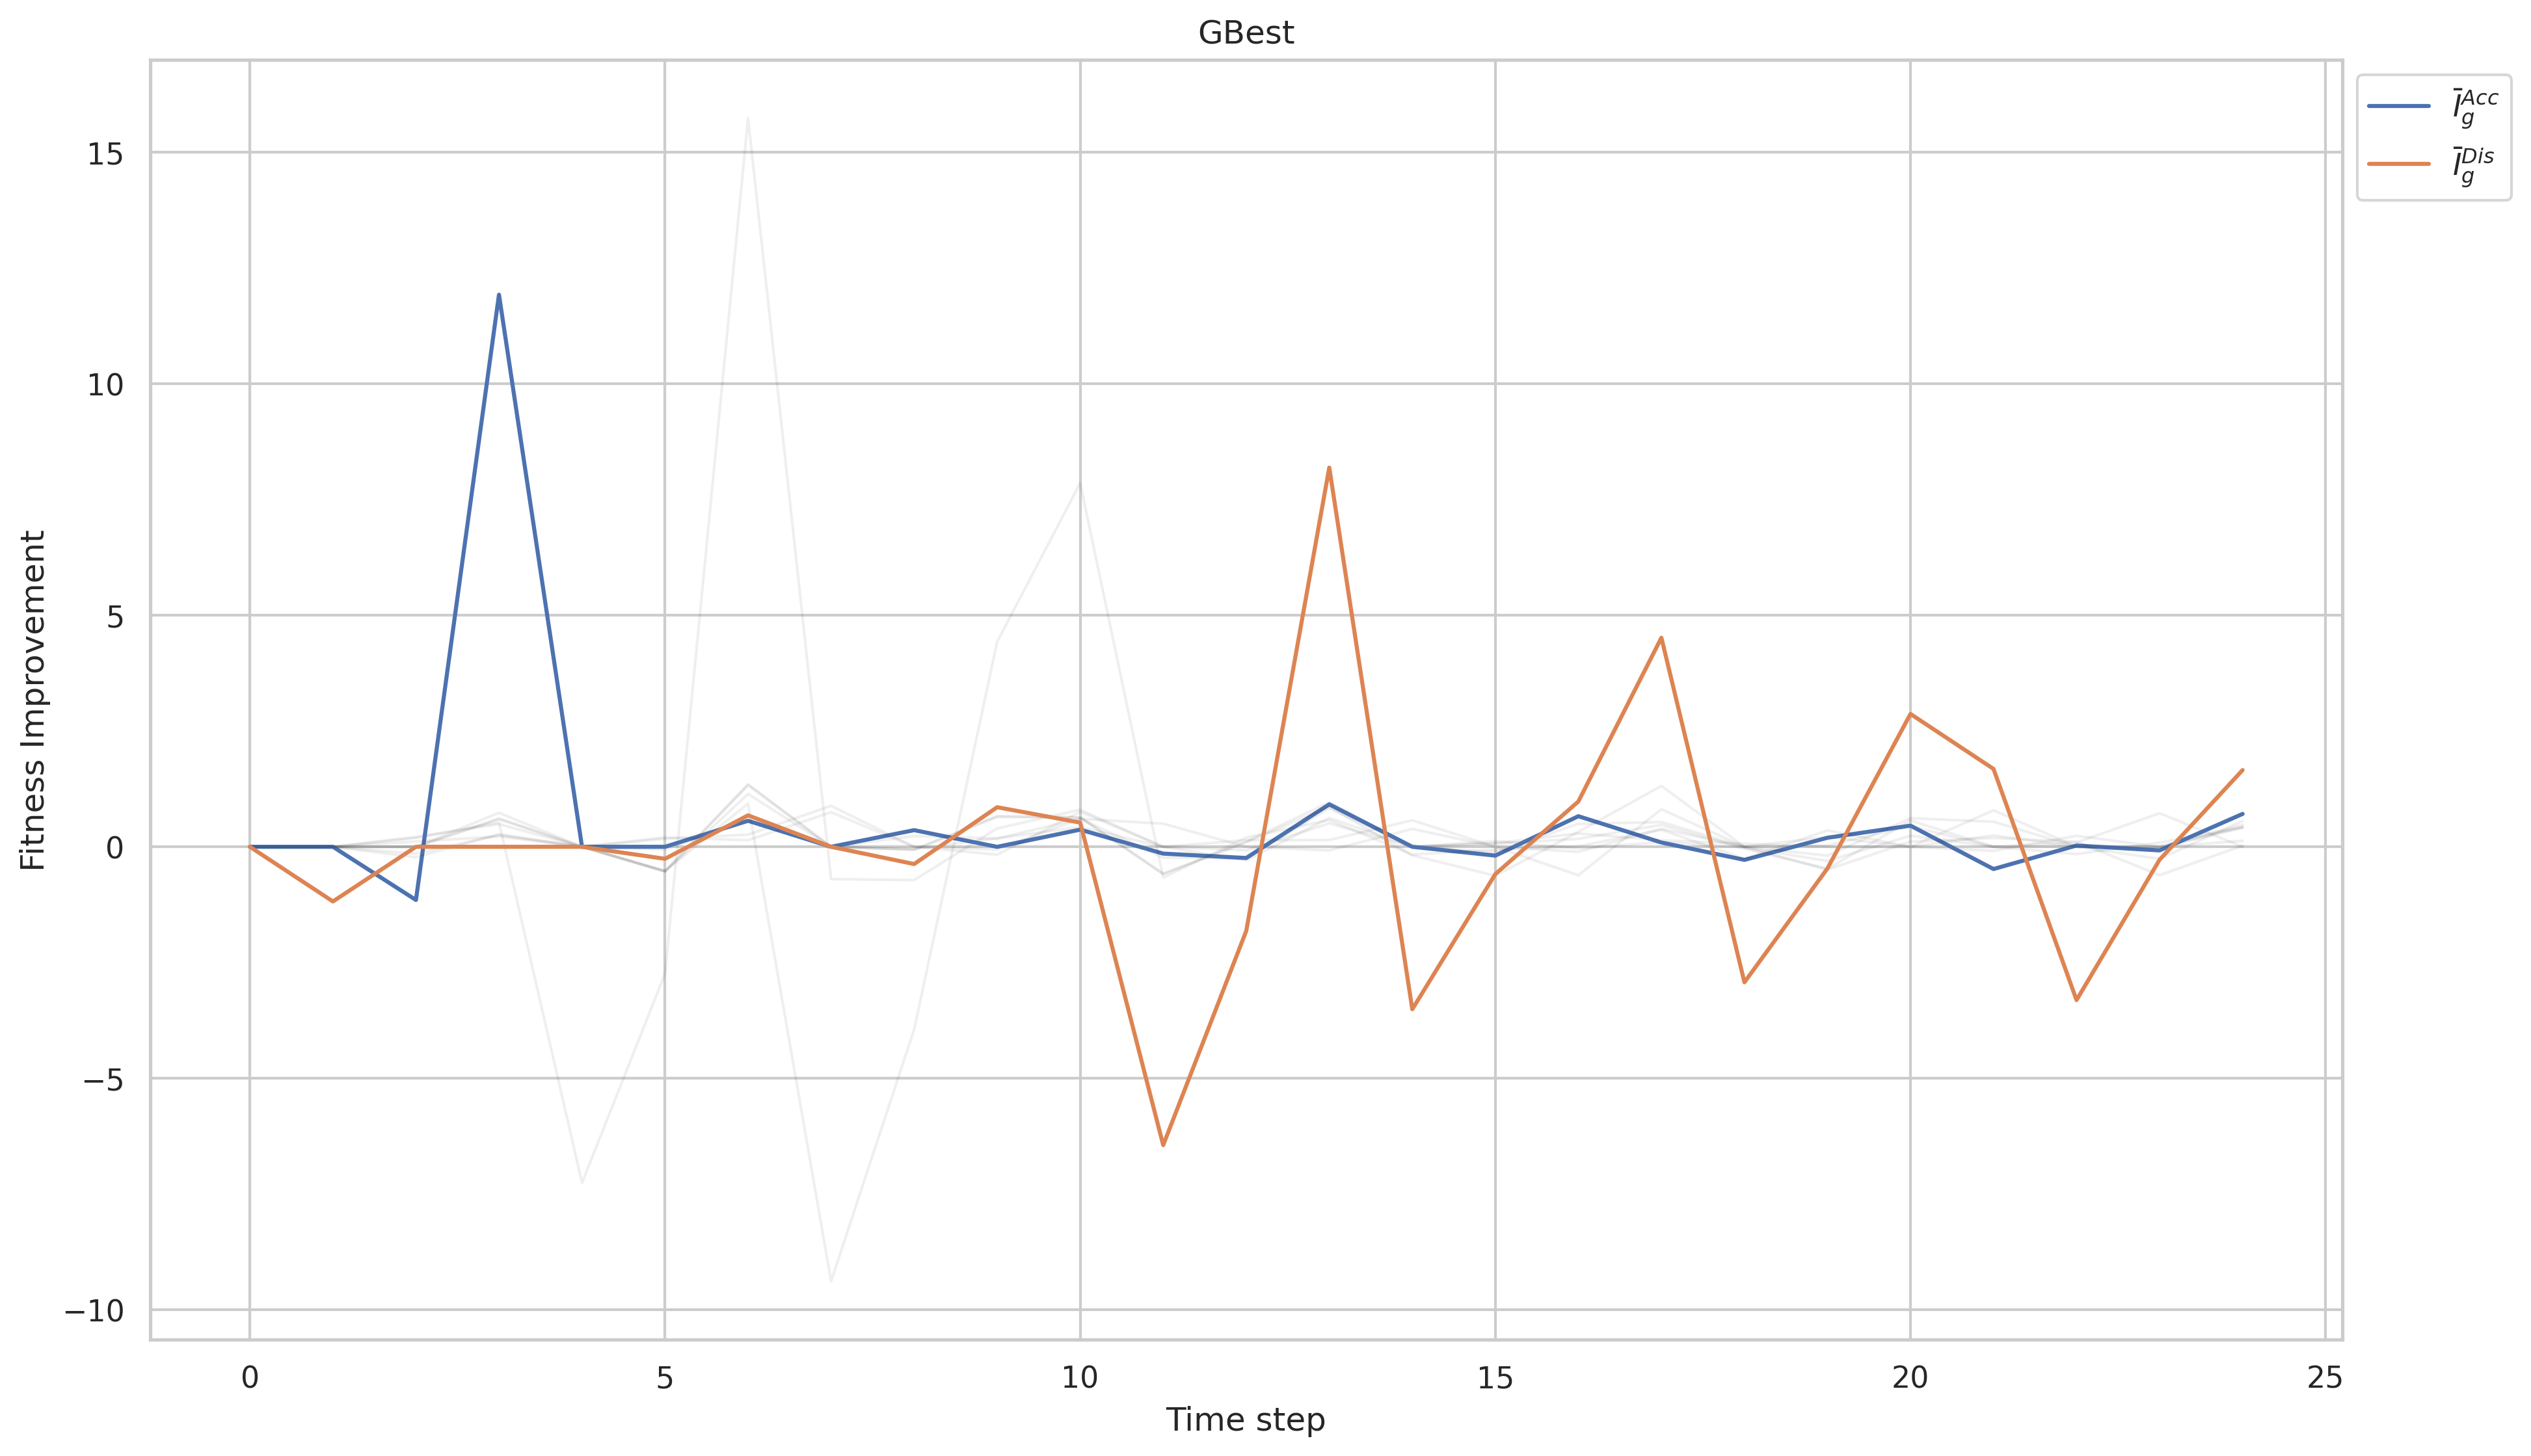 GBest
Fitness Improvement
15
10
5
0
−5
−10
0 5 10 15 20 25
Time step
Ī_g^Acc
Ī_g^Dis